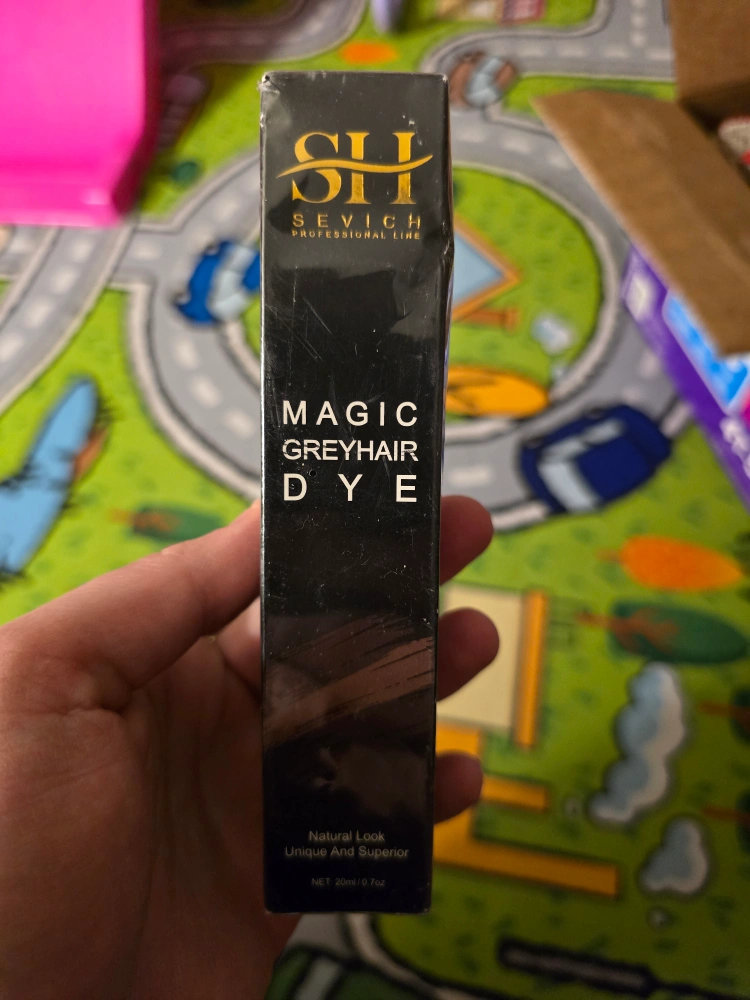 SH
SEVICH
PROFESSIONAL LINE
MAGIC
GREYHAIR
DYE
Natural Look
Unique And Superior
NET 20ml / 0.7oz